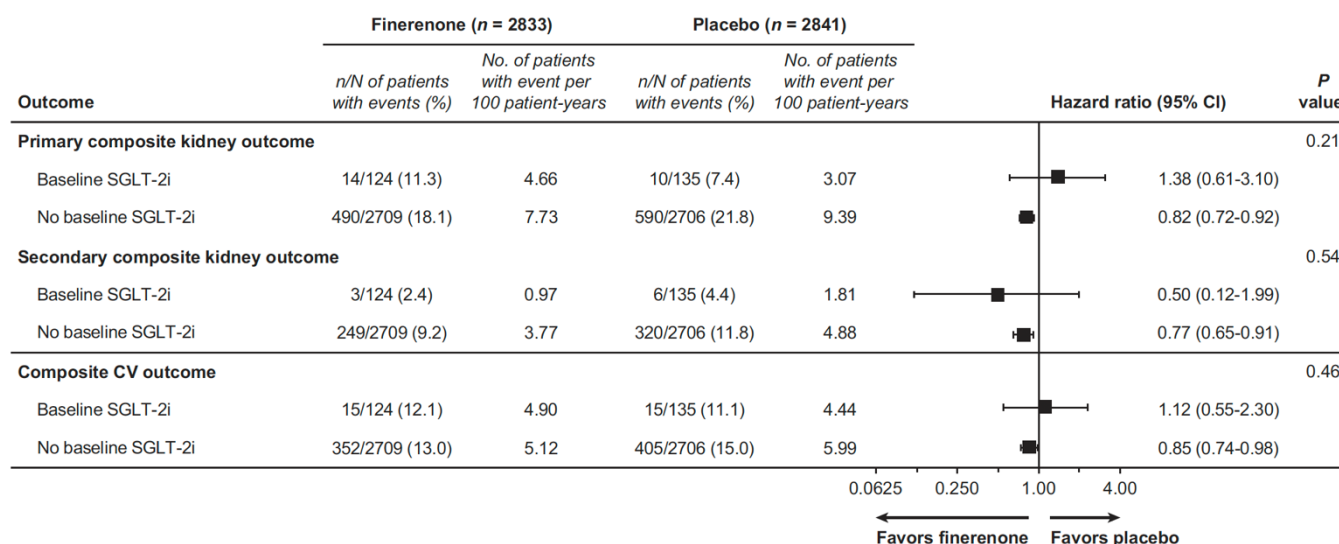 Finerenone (n = 2833) Placebo (n = 2841)
Outcome n/N of patients with events (%) No. of patients with event per 100 patient-years n/N of patients with events (%) No. of patients with event per 100 patient-years Hazard ratio (95% CI) P value
Primary composite kidney outcome 0.21
Baseline SGLT-2i 14/124 (11.3) 4.66 10/135 (7.4) 3.07 1.38 (0.61-3.10)
No baseline SGLT-2i 490/2709 (18.1) 7.73 590/2706 (21.8) 9.39 0.82 (0.72-0.92)
Secondary composite kidney outcome 0.54
Baseline SGLT-2i 3/124 (2.4) 0.97 6/135 (4.4) 1.81 0.50 (0.12-1.99)
No baseline SGLT-2i 249/2709 (9.2) 3.77 320/2706 (11.8) 4.88 0.77 (0.65-0.91)
Composite CV outcome 0.46
Baseline SGLT-2i 15/124 (12.1) 4.90 15/135 (11.1) 4.44 1.12 (0.55-2.30)
No baseline SGLT-2i 352/2709 (13.0) 5.12 405/2706 (15.0) 5.99 0.85 (0.74-0.98)
0.0625 0.250 1.00 4.00
Favors finerenone Favors placebo